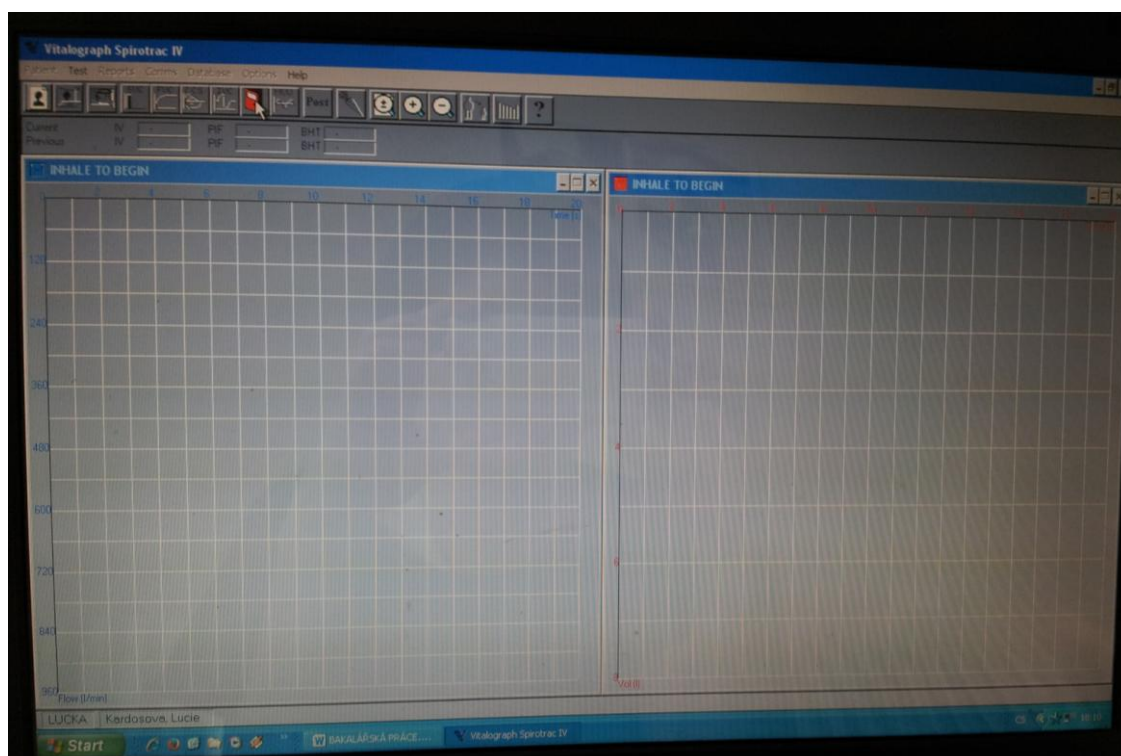 Vitalograph Spirotrac IV
Patient Test Reports Comms Database Options Help
Post ?
Current IV - PIF - BHT -
Previous IV - PIF - BHT -
INHALE TO BEGIN
2 4 6 8 10 12 14 16 18 20
Time (s)
120
240
360
480
600
720
840
960
Flow (l/min)
INHALE TO BEGIN
2
4
6
8
Vol (l)
LUCKA Kardosova, Lucie
Start BAKALÁŘSKÁ PRÁCE.... Vitalograph Spirotrac IV CS